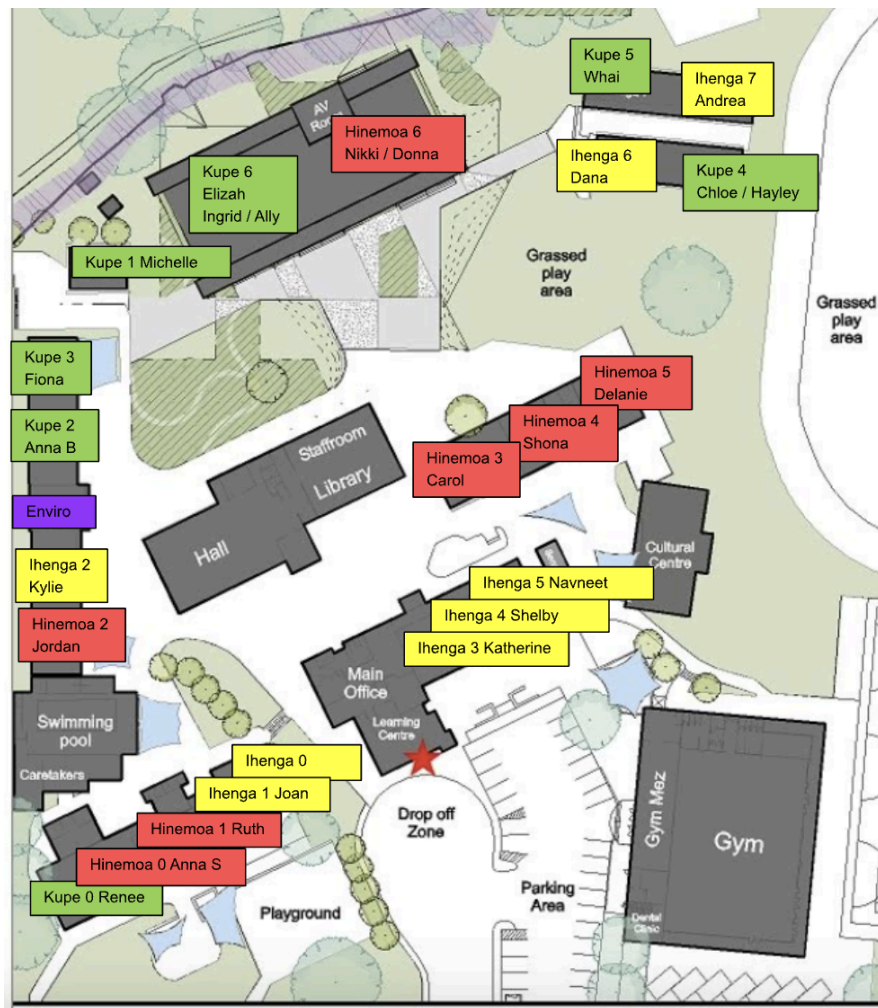 Kupe 5
Whai
Ihenga 7
Andrea
AV
Hinemoa 6
Nikki / Donna
Ihenga 6
Dana
Kupe 4
Chloe / Hayley
Kupe 6
Elizah
Ingrid / Ally
Kupe 1 Michelle
Grassed
play
area
Grassed
play
area
Kupe 3
Fiona
Kupe 2
Anna B
Enviro
Ihenga 2
Kylie
Hinemoa 2
Jordan
Hinemoa 5
Delanie
Hinemoa 4
Shona
Hinemoa 3
Carol
Staffroom
Library
Hall
Cultural
Centre
Ihenga 5 Navneet
Ihenga 4 Shelby
Ihenga 3 Katherine
Main
Office
Learning
Centre
Swimming
pool
Caretakers
Ihenga 0
Ihenga 1 Joan
Hinemoa 1 Ruth
Hinemoa 0 Anna S
Kupe 0 Renee
Drop off
Zone
Playground
Parking
Area
Gym Mez
Gym
Dental
Clinic